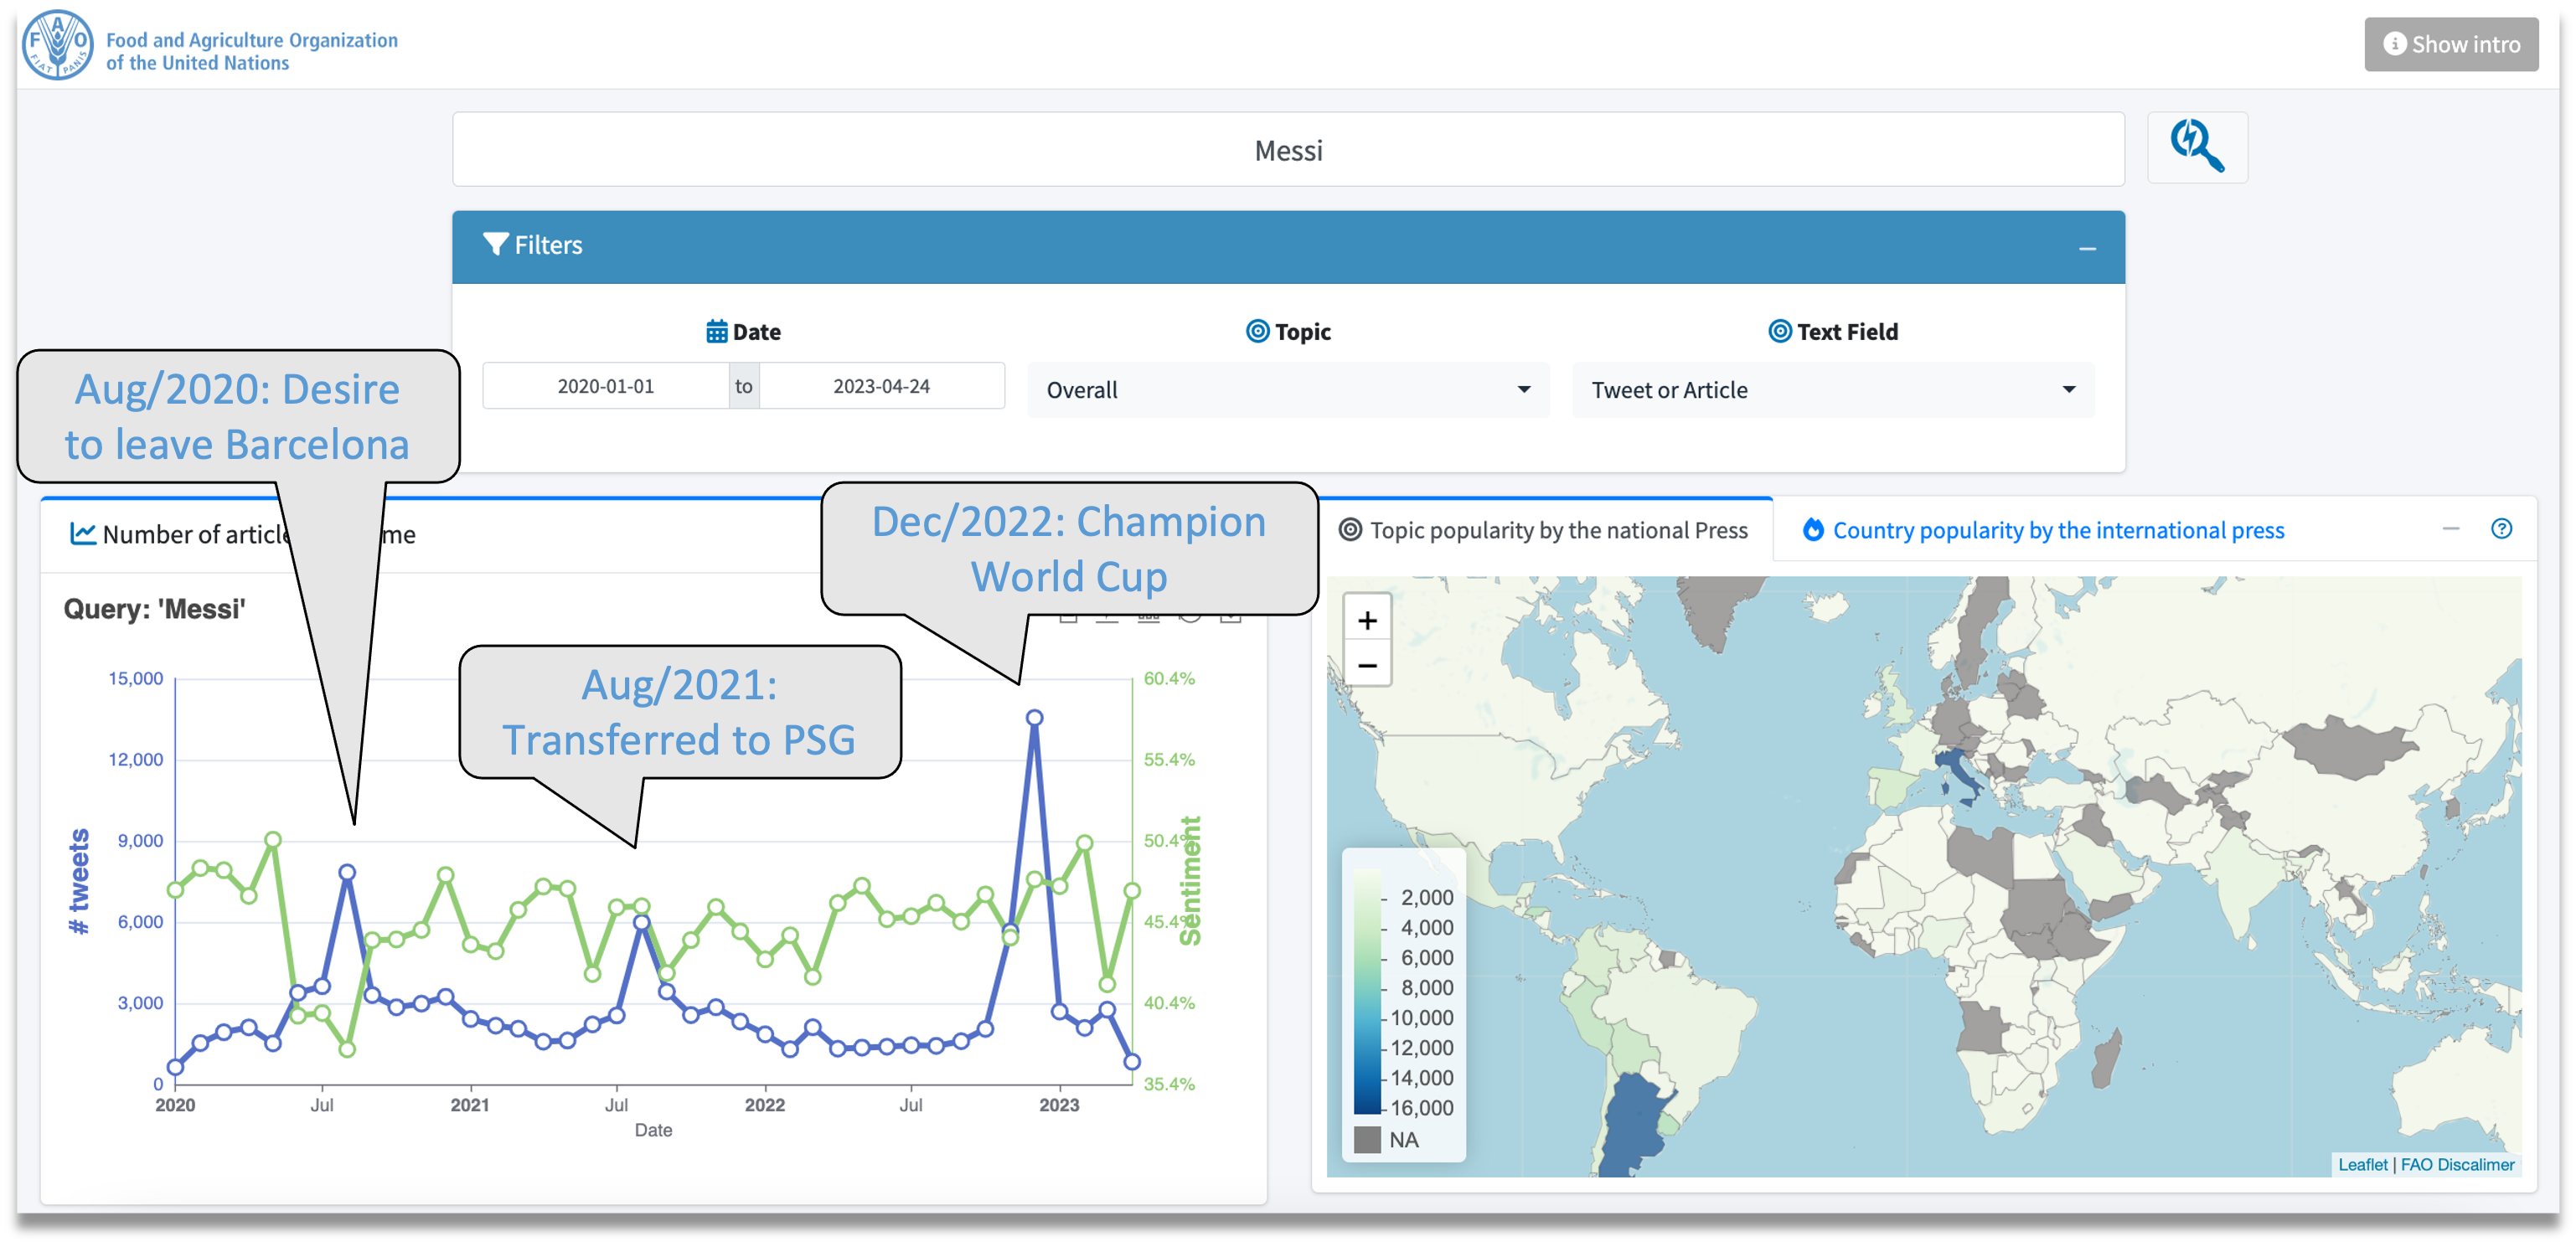 Food and Agriculture Organization
of the United Nations
Show intro
Messi
Filters
Date
Topic
Text Field
2020-01-01 to 2023-04-24
Overall
Tweet or Article
Aug/2020: Desire
to leave Barcelona
Dec/2022: Champion
World Cup
Aug/2021:
Transferred to PSG
Number of articl me
Query: 'Messi'
15,000
12,000
9,000
6,000
3,000
0
# tweets
60.4%
55.4%
50.4%
45.4%
40.4%
35.4%
Sentiment
2020 Jul 2021 Jul 2022 Jul 2023
Date
Topic popularity by the national Press
Country popularity by the international press
+
−
2,000
4,000
6,000
8,000
10,000
12,000
14,000
16,000
NA
Leaflet | FAO Discalimer